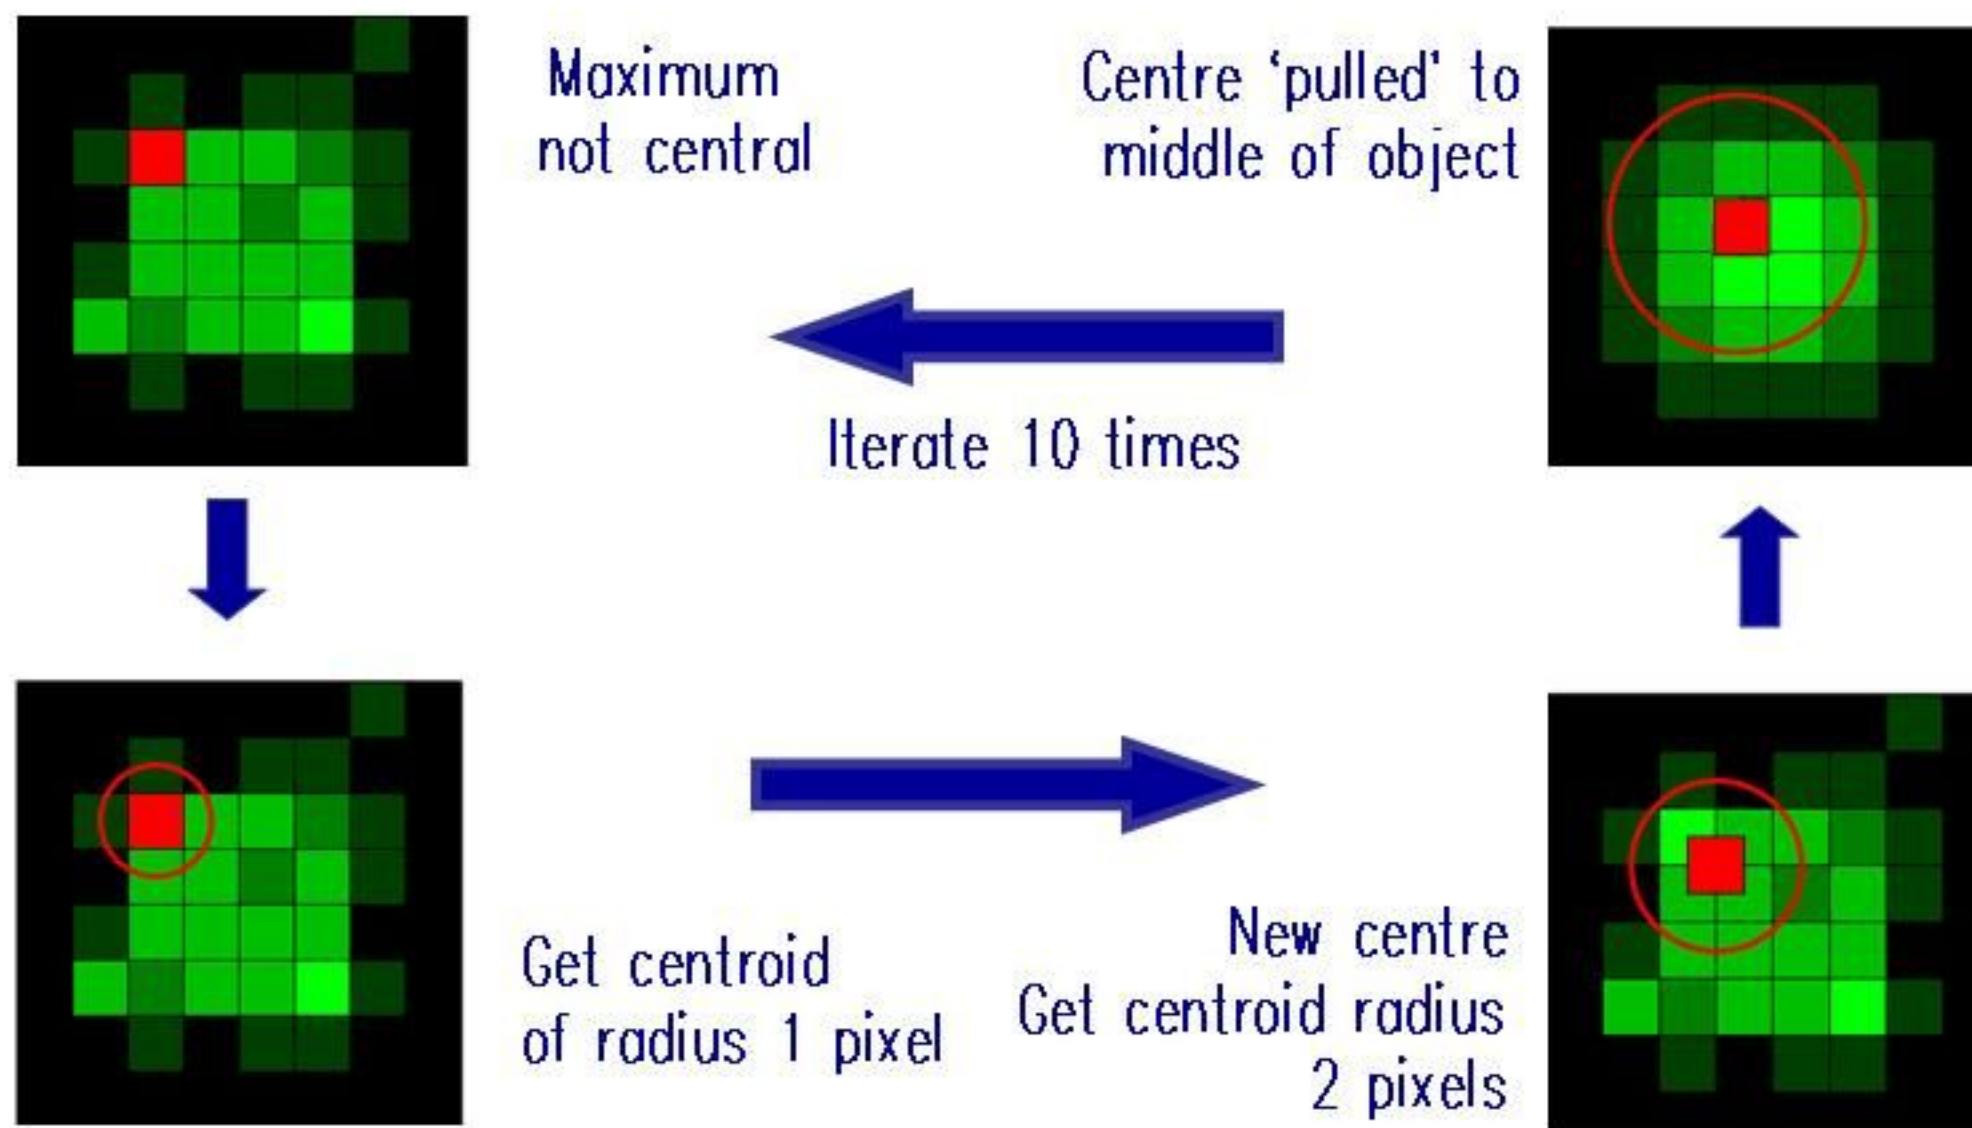 Maximum
not central
Centre ‘pulled’ to
middle of object
Iterate 10 times
Get centroid
of radius 1 pixel
New centre
Get centroid radius
2 pixels